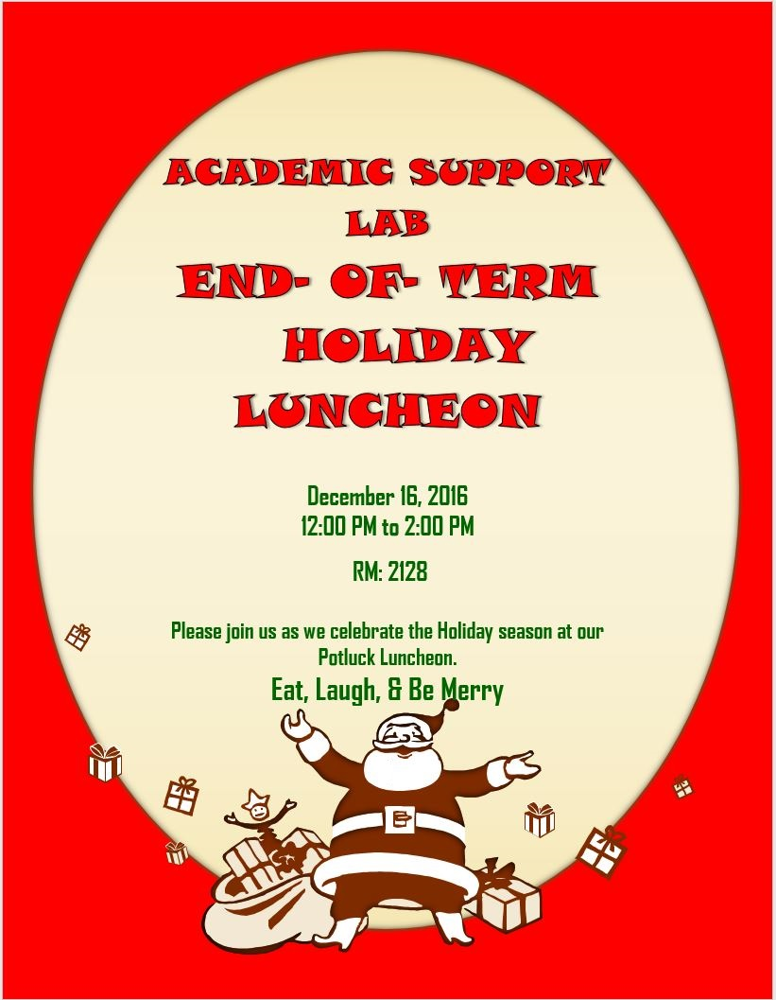 ACADEMIC SUPPORT
LAB
END- OF- TERM
HOLIDAY
LUNCHEON
December 16, 2016
12:00 PM to 2:00 PM
RM: 2128
Please join us as we celebrate the Holiday season at our
Potluck Luncheon.
Eat, Laugh, & Be Merry